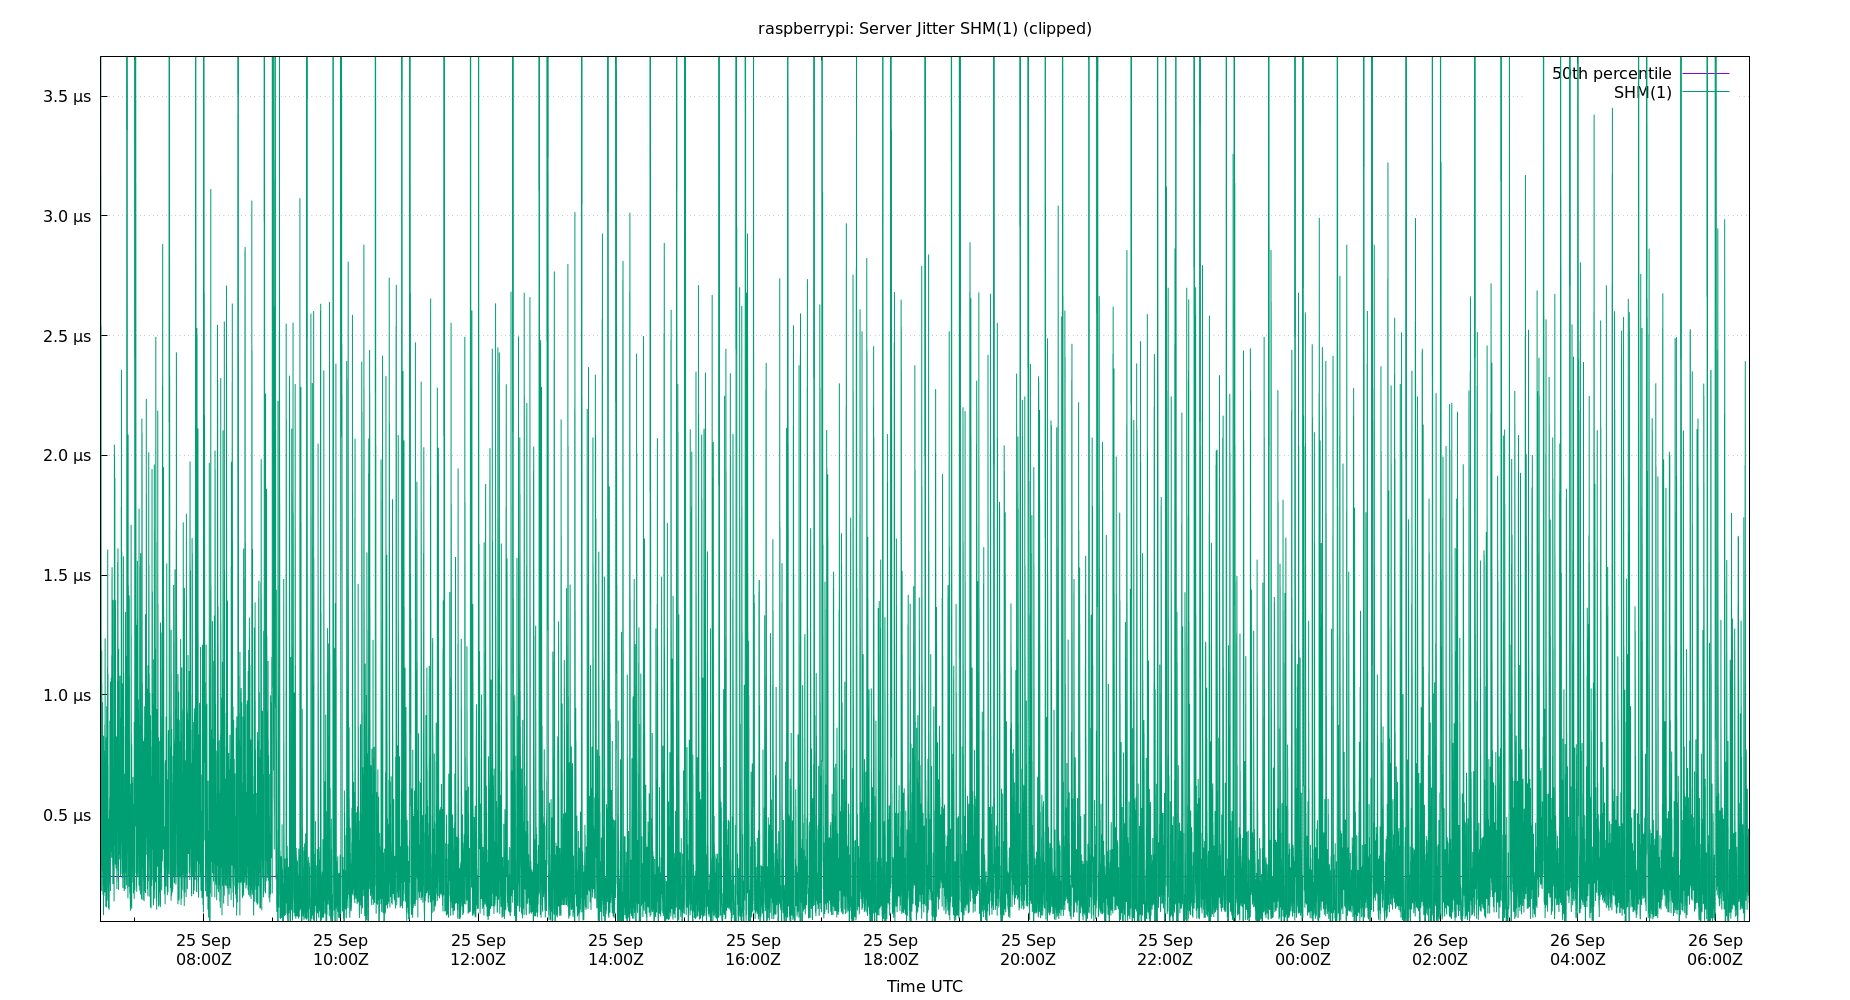 raspberrypi: Server Jitter SHM(1) (clipped)
50th percentile
SHM(1)
3.5 µs
3.0 µs
2.5 µs
2.0 µs
1.5 µs
1.0 µs
0.5 µs
25 Sep 25 Sep 25 Sep 25 Sep 25 Sep 25 Sep 25 Sep 25 Sep 26 Sep 26 Sep 26 Sep 26 Sep
08:00Z 10:00Z 12:00Z 14:00Z 16:00Z 18:00Z 20:00Z 22:00Z 00:00Z 02:00Z 04:00Z 06:00Z
Time UTC